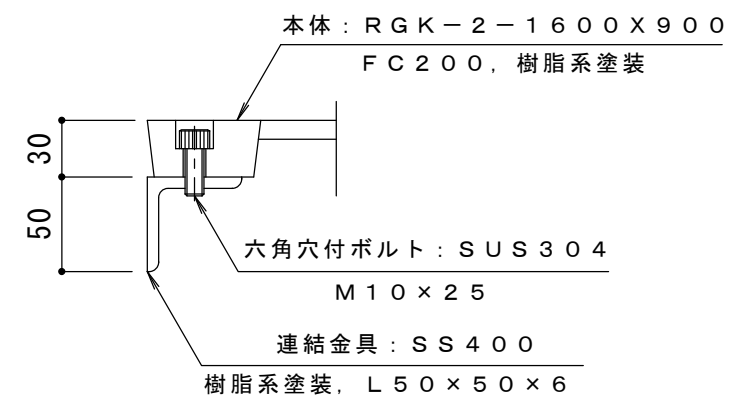 本体：ＲＧＫ－２－１６００Ｘ９００
ＦＣ２００，樹脂系塗装
30
50
六角穴付ボルト：ＳＵＳ３０４
Ｍ１０×２５
連結金具：ＳＳ４００
樹脂系塗装，Ｌ５０×５０×６